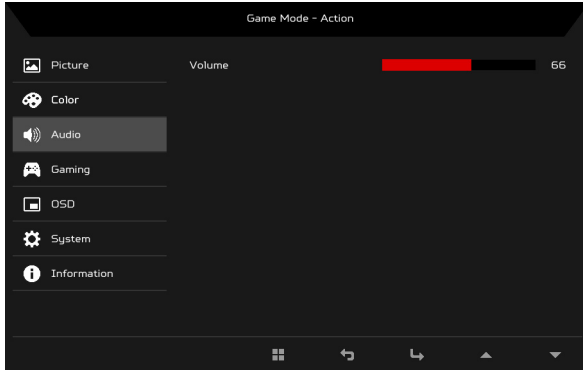 Game Mode - Action
Picture
Volume 66
Color
Audio
Gaming
OSD
System
Information